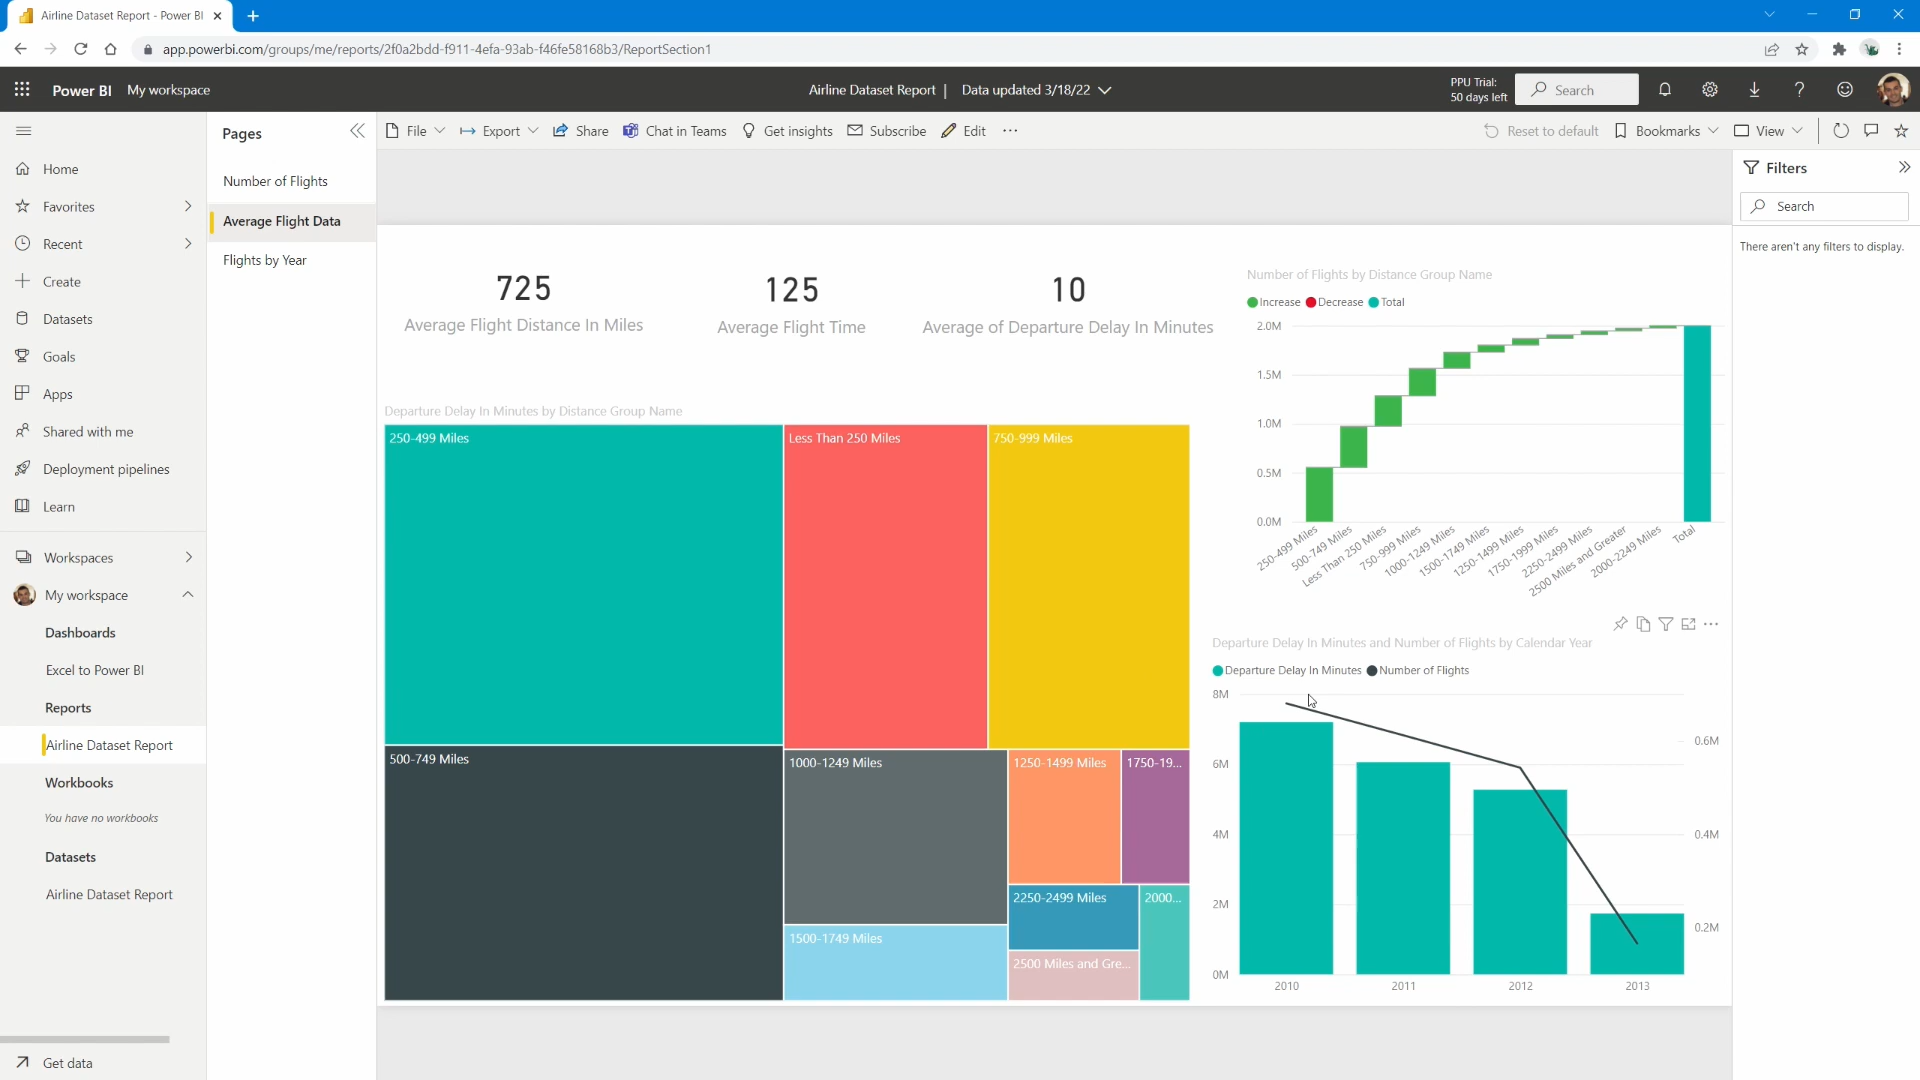 Airline Dataset Report - Power BI
app.powerbi.com/groups/me/reports/2f0a2bdd-f911-4efa-93ab-f46fe58168b3/ReportSection1
Power BI My workspace
Airline Dataset Report | Data updated 3/18/22
PPU Trial:
50 days left
Search
Pages
File Export Share Chat in Teams Get insights Subscribe Edit ···
Reset to default Bookmarks View
Home
Favorites
Recent
Create
Datasets
Goals
Apps
Shared with me
Deployment pipelines
Learn
Workspaces
My workspace
Dashboards
Excel to Power BI
Reports
Airline Dataset Report
Workbooks
You have no workbooks
Datasets
Airline Dataset Report
Get data
Number of Flights
Average Flight Data
Flights by Year
725
Average Flight Distance In Miles
125
Average Flight Time
10
Average of Departure Delay In Minutes
Departure Delay In Minutes by Distance Group Name
250-499 Miles
Less Than 250 Miles
750-999 Miles
500-749 Miles
1000-1249 Miles
1250-1499 Miles
1750-19...
2250-2499 Miles
2000...
1500-1749 Miles
2500 Miles and Gre...
Number of Flights by Distance Group Name
Increase Decrease Total
2.0M
1.5M
1.0M
0.5M
0.0M
250-499 Miles
500-749 Miles
Less Than 250 Miles
750-999 Miles
1000-1249 Miles
1500-1749 Miles
1250-1499 Miles
1750-1999 Miles
2250-2499 Miles
2500 Miles and Greater
2000-2249 Miles
Total
Departure Delay In Minutes and Number of Flights by Calendar Year
Departure Delay In Minutes Number of Flights
8M
6M
4M
2M
0M
0.6M
0.4M
0.2M
2010 2011 2012 2013
Filters
Search
There aren't any filters to display.